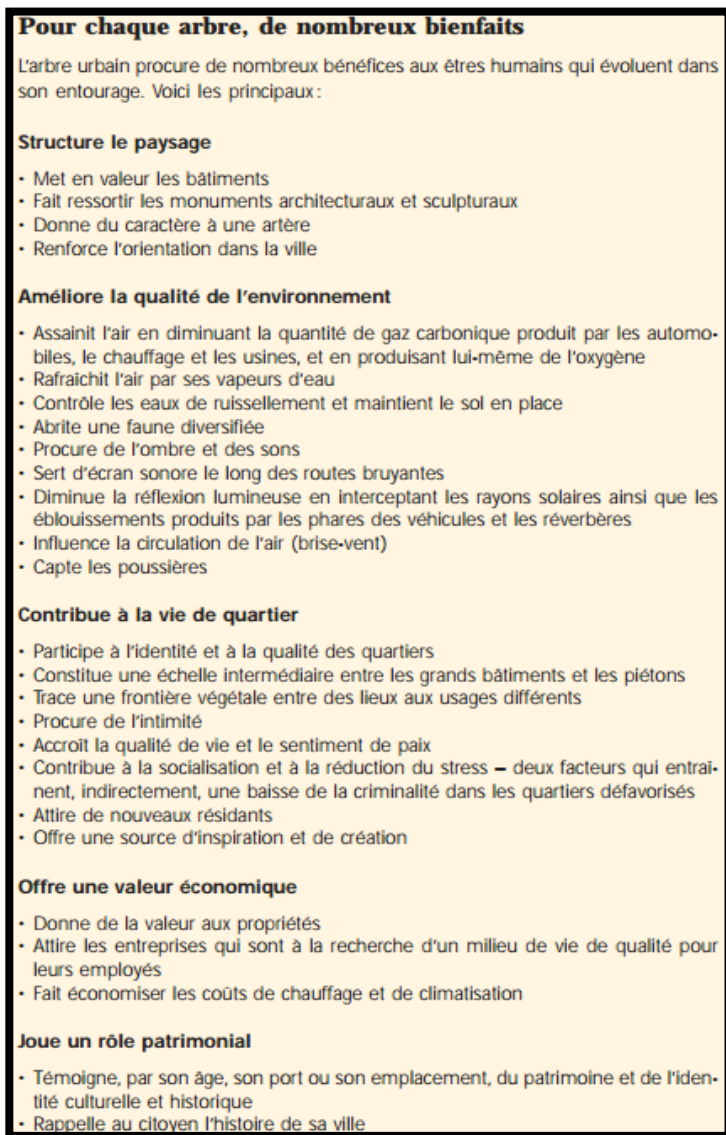 Pour chaque arbre, de nombreux bienfaits
L'arbre urbain procure de nombreux bénéfices aux êtres humains qui évoluent dans
son entourage. Voici les principaux :
Structure le paysage
• Met en valeur les bâtiments
• Fait ressortir les monuments architecturaux et sculpturaux
• Donne du caractère à une artère
• Renforce l'orientation dans la ville
Améliore la qualité de l'environnement
• Assainit l'air en diminuant la quantité de gaz carbonique produit par les automo-
biles, le chauffage et les usines, et en produisant lui-même de l'oxygène
• Rafraîchit l'air par ses vapeurs d'eau
• Contrôle les eaux de ruissellement et maintient le sol en place
• Abrite une faune diversifiée
• Procure de l'ombre et des sons
• Sert d'écran sonore le long des routes bruyantes
• Diminue la réflexion lumineuse en interceptant les rayons solaires ainsi que les
éblouissements produits par les phares des véhicules et les réverbères
• Influence la circulation de l'air (brise-vent)
• Capte les poussières
Contribue à la vie de quartier
• Participe à l'identité et à la qualité des quartiers
• Constitue une échelle intermédiaire entre les grands bâtiments et les piétons
• Trace une frontière végétale entre des lieux aux usages différents
• Procure de l'intimité
• Accroît la qualité de vie et le sentiment de paix
• Contribue à la socialisation et à la réduction du stress – deux facteurs qui entraî-
nent, indirectement, une baisse de la criminalité dans les quartiers défavorisés
• Attire de nouveaux résidants
• Offre une source d'inspiration et de création
Offre une valeur économique
• Donne de la valeur aux propriétés
• Attire les entreprises qui sont à la recherche d'un milieu de vie de qualité pour
leurs employés
• Fait économiser les coûts de chauffage et de climatisation
Joue un rôle patrimonial
• Témoigne, par son âge, son port ou son emplacement, du patrimoine et de l'iden-
tité culturelle et historique
• Rappelle au citoyen l'histoire de sa ville